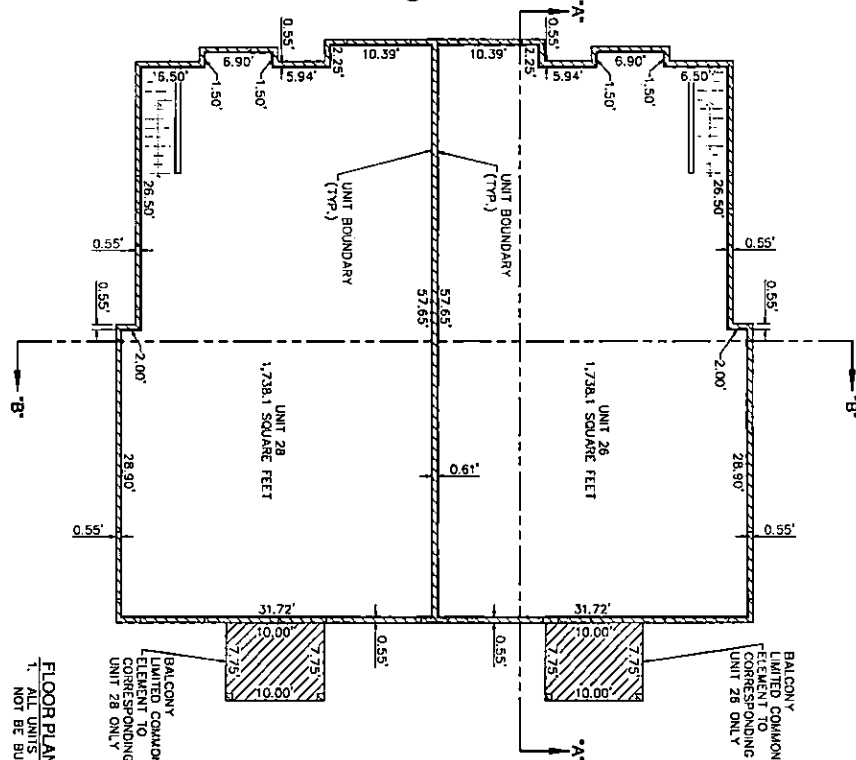 "A"
0.55'
0.55'
10.39'
10.39'
2.25'
2.25'
6.50'
6.90'
5.94'
5.94'
6.90'
6.50'
1.50'
1.50'
1.50'
1.50'
26.50'
26.50'
UNIT BOUNDARY
(TYP.)
UNIT BOUNDARY
(TYP.)
0.55'
0.55'
57.65'
57.65'
0.55'
0.55'
2.00'
2.00'
"B"
"B"
UNIT 28
1,738.1 SQUARE FEET
UNIT 26
1,738.1 SQUARE FEET
28.90'
28.90'
0.61'
0.55'
0.55'
31.72'
31.72'
10.00'
10.00'
0.55'
0.55'
7.75'
7.75'
7.75'
7.75'
10.00'
10.00'
BALCONY
LIMITED COMMON
ELEMENT TO
CORRESPONDING
UNIT 28 ONLY
BALCONY
LIMITED COMMON
ELEMENT TO
CORRESPONDING
UNIT 26 ONLY
"A"
FLOOR PLAN
1. ALL UNITS
NOT BE BU